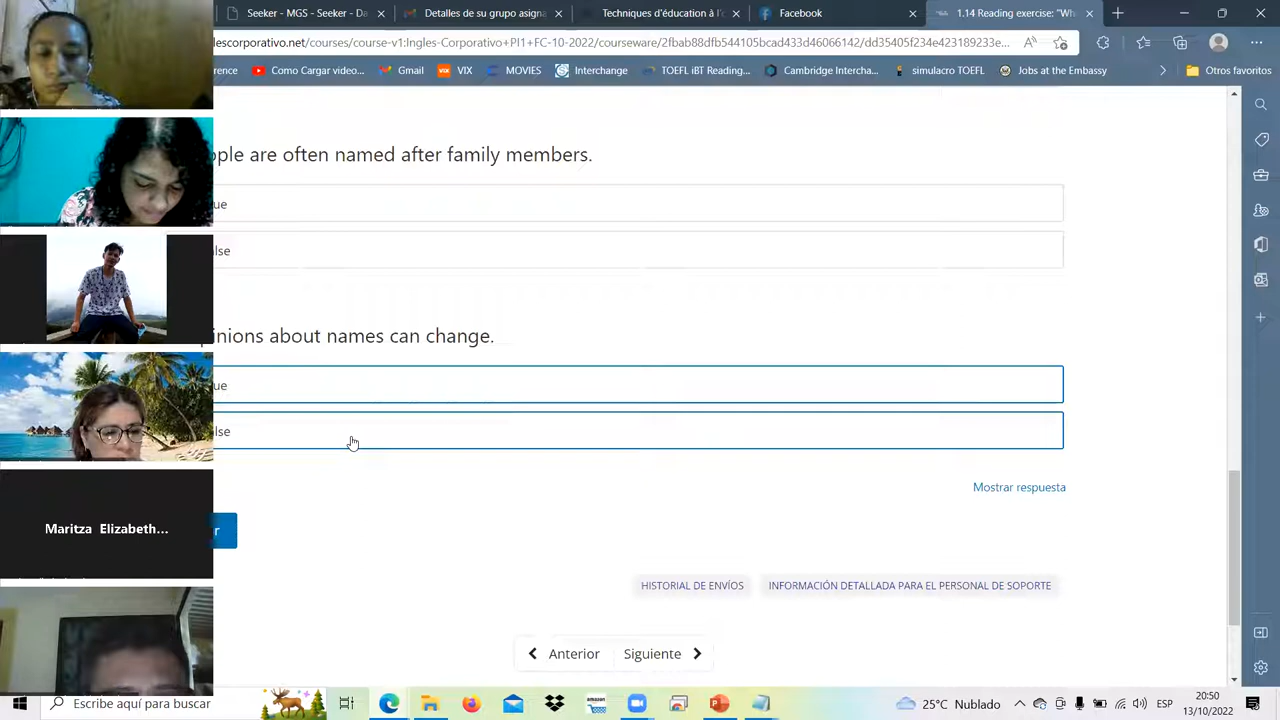 Seeker - MGS - Seeker - Da
Detalles de su grupo asigna
Techniques d'éducation à l'
Facebook
1.14 Reading exercise: "Wh
lescorporativo.net/courses/course-v1:Ingles-Corporativo+PI1+FC-10-2022/courseware/2fbab88dfb544105bcad433d46066142/dd35405f234e423189233e...
rence
Como Cargar video...
Gmail
VIX
MOVIES
Interchange
TOEFL iBT Reading...
Cambridge Intercha...
simulacro TOEFL
Jobs at the Embassy
Otros favoritos
ople are often named after family members.
ue
alse
pinions about names can change.
ue
lse
Mostrar respuesta
r
Maritza Elizabeth...
HISTORIAL DE ENVÍOS
INFORMACIÓN DETALLADA PARA EL PERSONAL DE SOPORTE
Anterior
Siguiente
Escribe aquí para buscar
25°C Nublado
ESP
20:50
13/10/2022